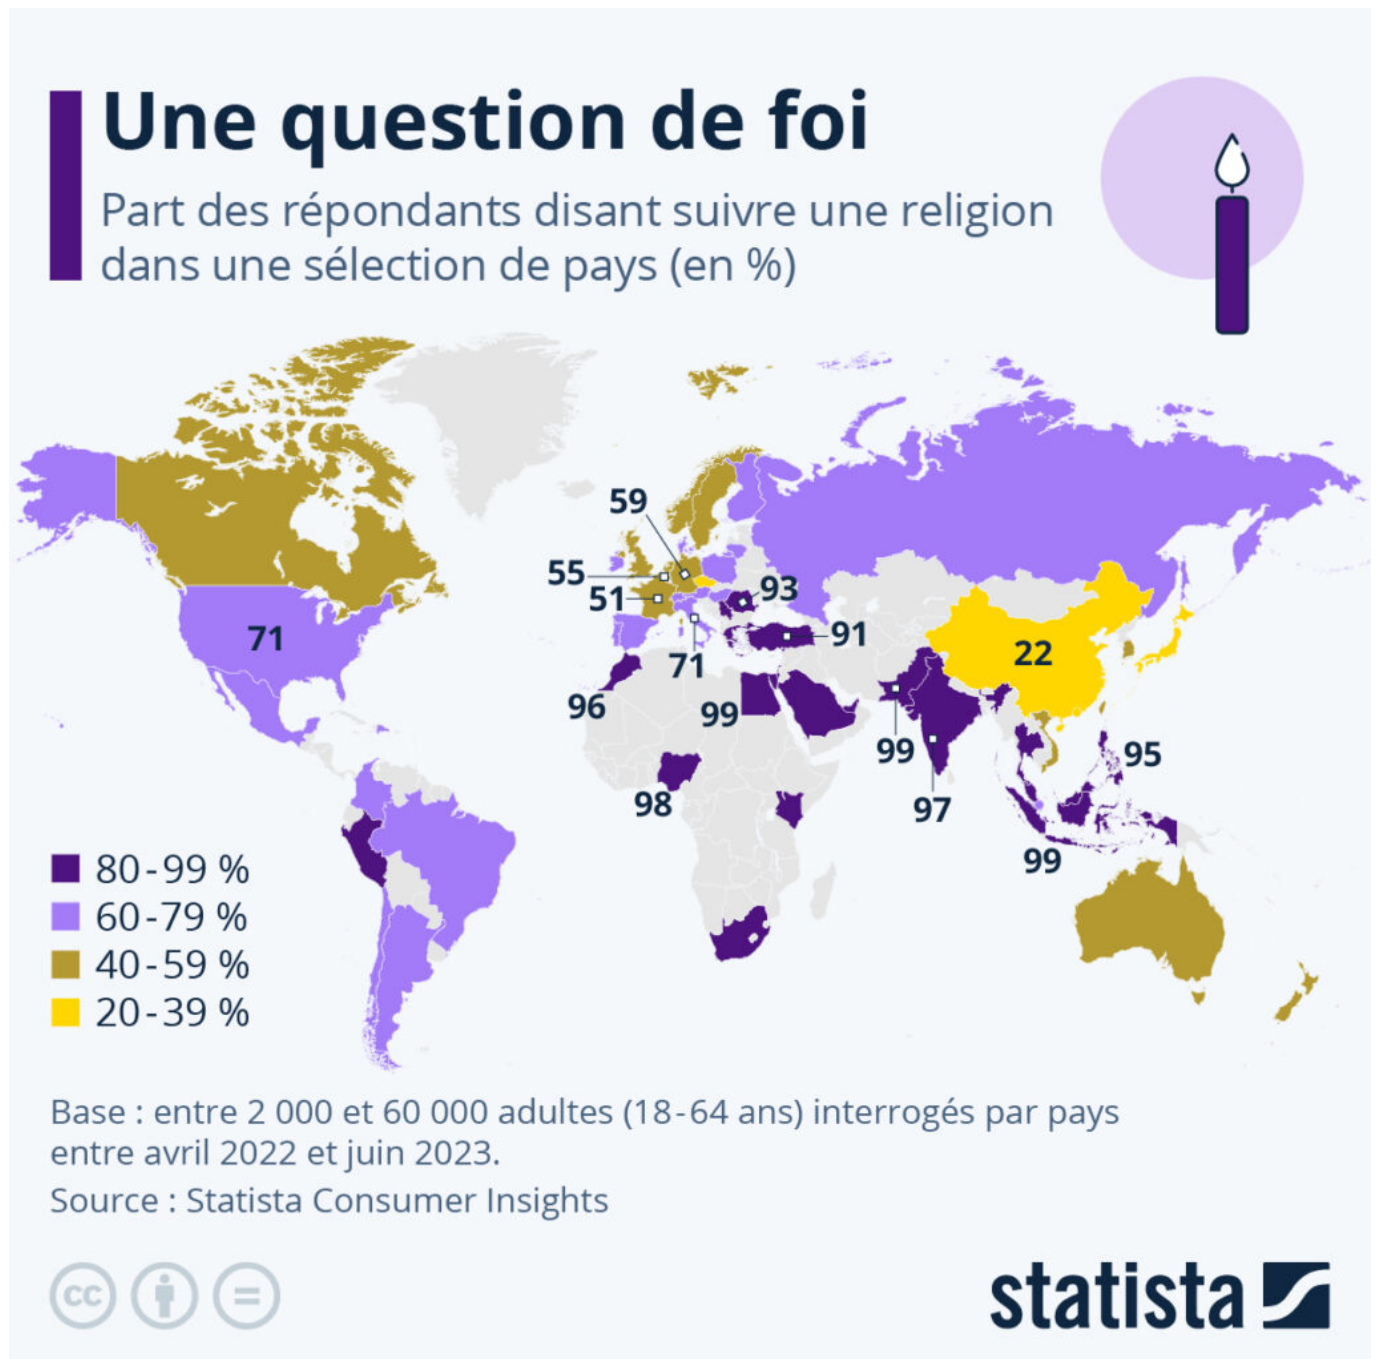 Une question de foi
Part des répondants disant suivre une religion
dans une sélection de pays (en %)
59
55
51
93
71
91
22
71
96
99
99
95
98
97
99
80-99 %
60-79 %
40-59 %
20-39 %
Base : entre 2 000 et 60 000 adultes (18-64 ans) interrogés par pays
entre avril 2022 et juin 2023.
Source : Statista Consumer Insights
cc
statista